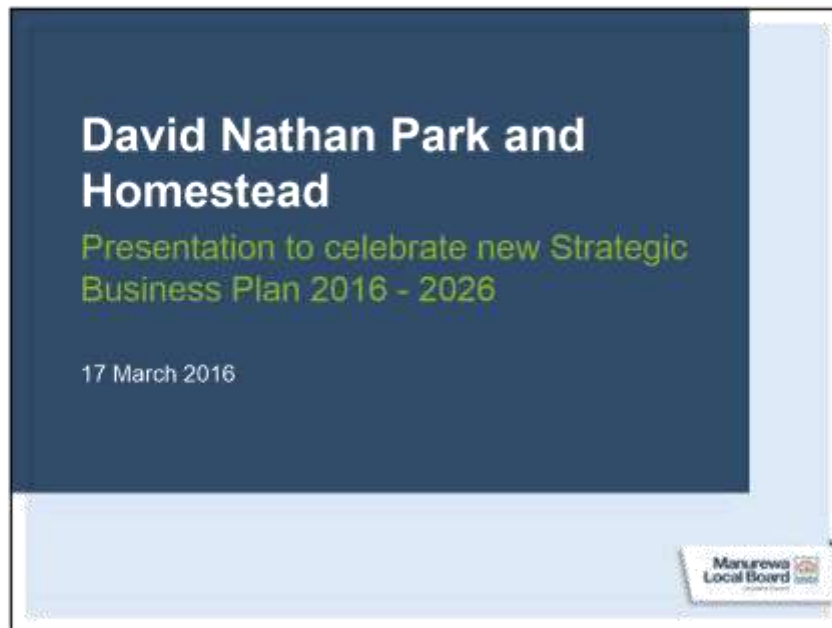 David Nathan Park and
Homestead
Presentation to celebrate new Strategic
Business Plan 2016 - 2026
17 March 2016
Manurewa
Local Board